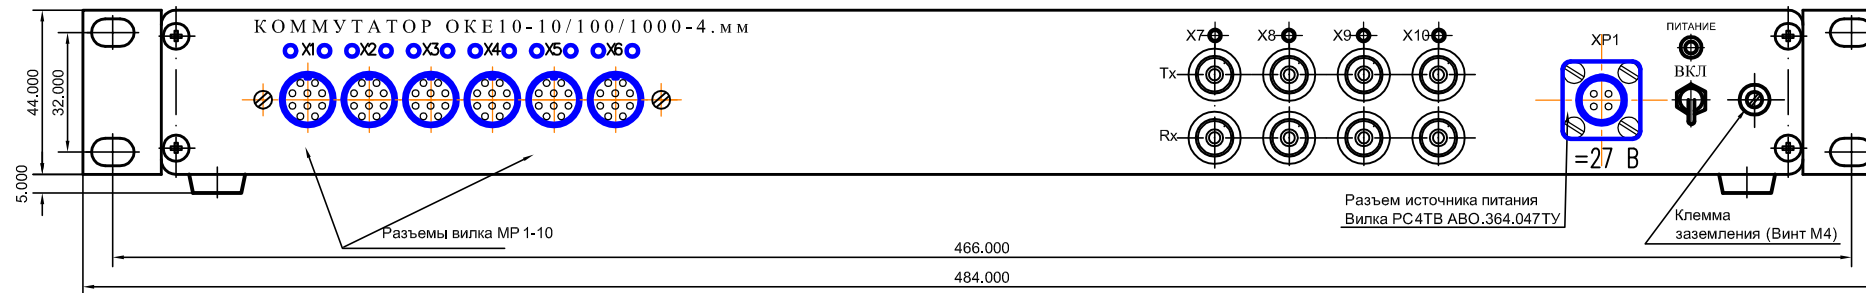 КОММУТАТОР ОКЕ10-10/100/1000-4.мм
X1 X2 X3 X4 X5 X6
X7 X8 X9 X10
Tx
Rx
XP1
=27 В
ПИТАНИЕ
ВКЛ
44.000
32.000
5.000
Разъемы вилка МР1-10
Разъем источника питания
Вилка РС4ТВ АВО.364.047ТУ
Клемма
заземления (Винт М4)
466.000
484.000